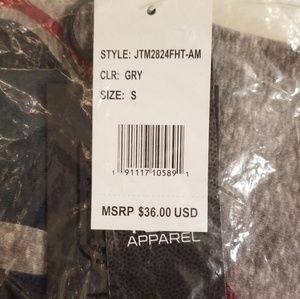 STYLE: JTM2824FHT-AM
CLR: GRY
SIZE: S
1 91117 10589 1
MSRP $36.00 USD
APPAREL